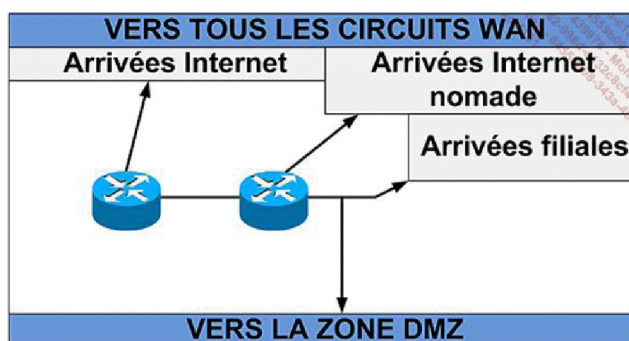 VERS TOUS LES CIRCUITS WAN
Arrivées Internet
Arrivées Internet
nomade
Arrivées filiales
VERS LA ZONE DMZ